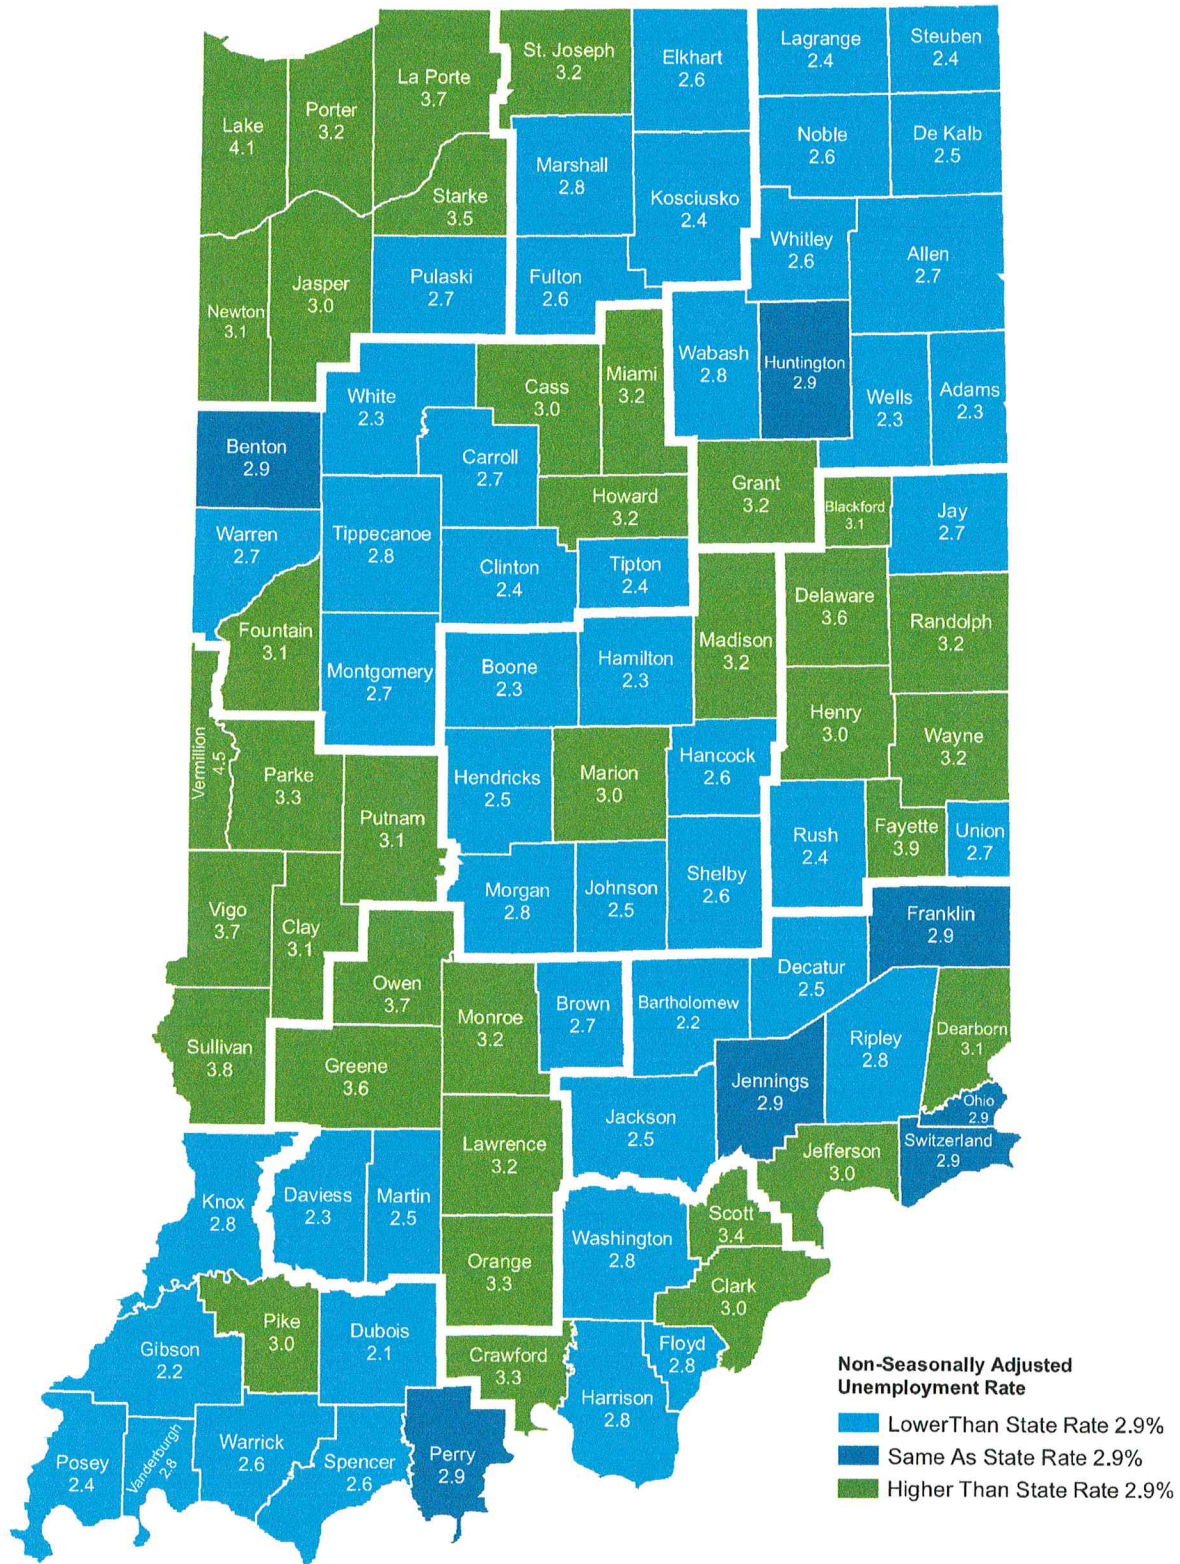 St. Joseph
3.2
Elkhart
2.6
Lagrange
2.4
Steuben
2.4
La Porte
3.7
Porter
3.2
Lake
4.1
Noble
2.6
De Kalb
2.5
Marshall
2.8
Starke
3.5
Kosciusko
2.4
Whitley
2.6
Allen
2.7
Pulaski
2.7
Fulton
2.6
Jasper
3.0
Newton
3.1
Wabash
2.8
Huntington
2.9
Wells
2.3
Adams
2.3
Miami
3.2
Cass
3.0
White
2.3
Benton
2.9
Carroll
2.7
Howard
3.2
Grant
3.2
Blackford
3.1
Jay
2.7
Warren
2.7
Tippecanoe
2.8
Clinton
2.4
Tipton
2.4
Delaware
3.6
Randolph
3.2
Fountain
3.1
Madison
3.2
Montgomery
2.7
Boone
2.3
Hamilton
2.3
Henry
3.0
Wayne
3.2
Vermillion
4.5
Parke
3.3
Putnam
3.1
Hendricks
2.5
Marion
3.0
Hancock
2.6
Rush
2.4
Fayette
3.9
Union
2.7
Morgan
2.8
Johnson
2.5
Shelby
2.6
Vigo
3.7
Clay
3.1
Franklin
2.9
Owen
3.7
Decatur
2.5
Monroe
3.2
Brown
2.7
Bartholomew
2.2
Sullivan
3.8
Greene
3.6
Ripley
2.8
Dearborn
3.1
Jennings
2.9
Ohio
2.9
Jackson
2.5
Switzerland
2.9
Lawrence
3.2
Jefferson
3.0
Knox
2.8
Daviess
2.3
Martin
2.5
Scott
3.4
Washington
2.8
Orange
3.3
Clark
3.0
Pike
3.0
Dubois
2.1
Gibson
2.2
Crawford
3.3
Floyd
2.8
Harrison
2.8
Posey
2.4
Vanderburgh
2.8
Warrick
2.6
Spencer
2.6
Perry
2.9
Non-Seasonally Adjusted
Unemployment Rate
LowerThan State Rate 2.9%
Same As State Rate 2.9%
Higher Than State Rate 2.9%